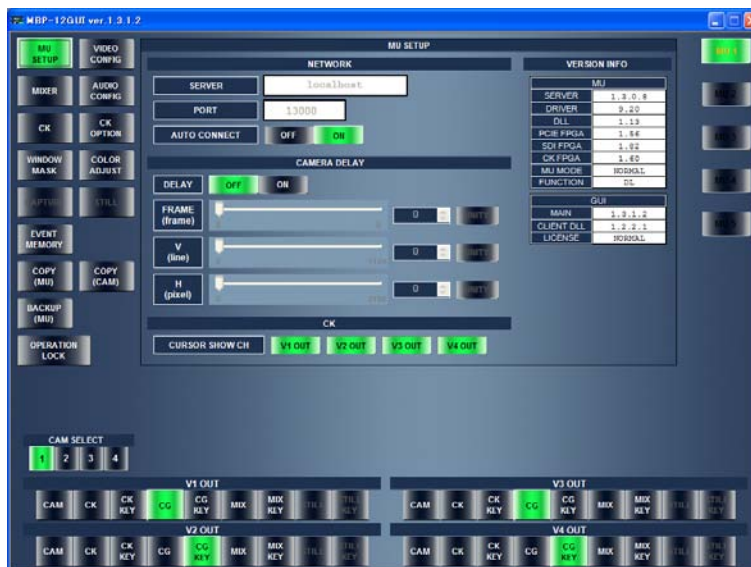 MBP-12GUI ver.1.3.1.2
MU SETUP
VIDEO CONFIG
MU SETUP
MU-1
NETWORK
VERSION INFO
MIXER
AUDIO CONFIG
SERVER
localhost
PORT
13000
AUTO CONNECT
OFF
ON
MU
SERVER 1.3.0.8
DRIVER 9.20
DLL 1.19
PCIE FPGA 1.56
SDI FPGA 1.82
CK FPGA 1.60
MU MODE NORMAL
FUNCTION DL
GUI
MAIN 1.3.1.2
CLIENT DLL 1.2.2.1
LICENSE NORMAL
CK
CK OPTION
WINDOW MASK
COLOR ADJUST
STILL
EVENT MEMORY
COPY (MU)
COPY (CAM)
BACKUP (MU)
OPERATION LOCK
CAMERA DELAY
DELAY
OFF
ON
FRAME (frame)
0
V (line)
0
H (pixel)
0
CK
CURSOR SHOW CH
V1 OUT
V2 OUT
V3 OUT
V4 OUT
CAM SELECT
1 2 3 4
V1 OUT
CAM CK CK KEY CG CG KEY MIX MIX KEY
V3 OUT
CAM CK CK KEY CG CG KEY MIX MIX KEY
V2 OUT
CAM CK CK KEY CG CG KEY MIX MIX KEY
V4 OUT
CAM CK CK KEY CG CG KEY MIX MIX KEY